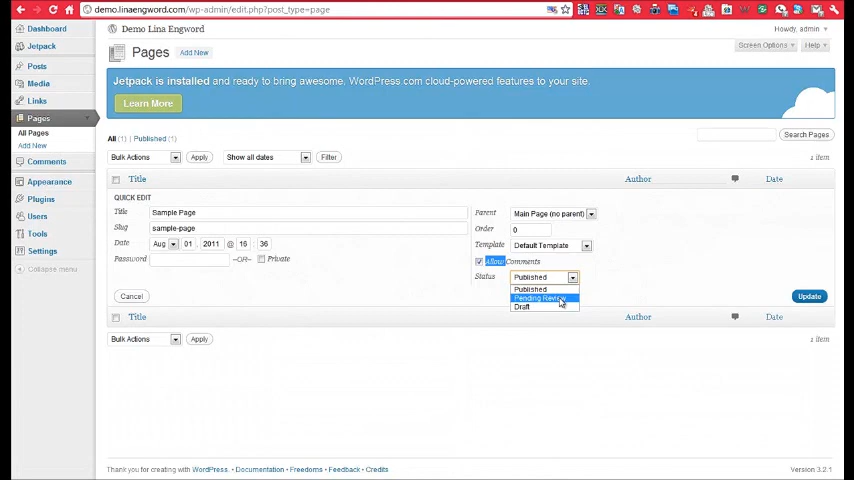 demo.linaengword.com/wp-admin/edit.php?post_type=page
Dashboard
Jetpack
Posts
Media
Links
Pages
All Pages
Add New
Comments
Appearance
Plugins
Users
Tools
Settings
Collapse menu
Demo Lina Engword
Howdy, admin
Pages Add New
Screen Options Help
Jetpack is installed and ready to bring awesome, WordPress.com cloud-powered features to your site.
Learn More
All (1) | Published (1)
Search Pages
Bulk Actions Apply Show all dates Filter 1 item
Title Author Date
QUICK EDIT
Title Sample Page
Slug sample-page
Date Aug 01 , 2011 @ 16 : 36
Password –OR– Private
Parent Main Page (no parent)
Order 0
Template Default Template
Allow Comments
Status Published
Published
Pending Review
Draft
Cancel Update
Title Author Date
Bulk Actions Apply 1 item
Thank you for creating with WordPress. • Documentation • Freedoms • Feedback • Credits
Version 3.2.1